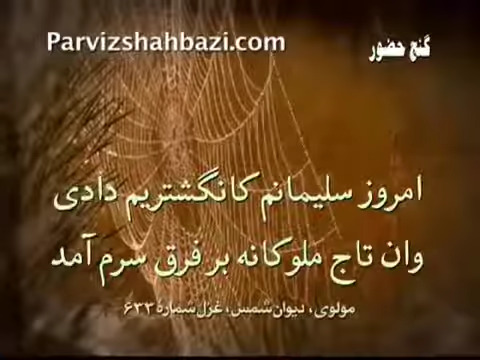 Parvizshahbazi.com
گنج حضور
امروز سلیمانم کانگشتریم دادی
وان تاج ملوکانه بر فرق سرم آمد
مولوی، دیوان شمس، غزل شمارهٔ ۶۳۳